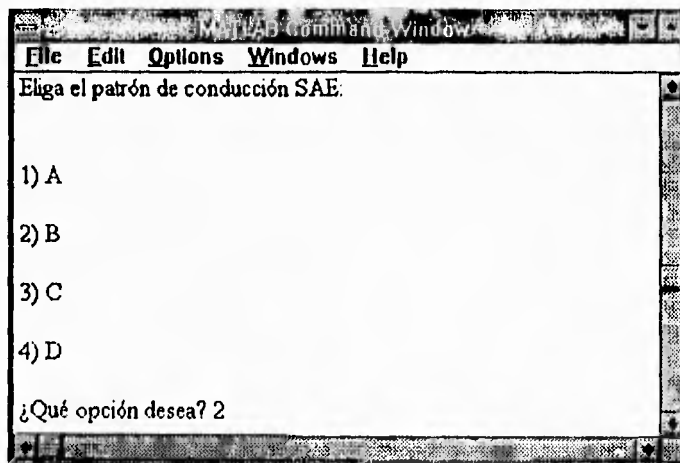 MATLAB Command Window
File Edit Options Windows Help
Eliga el patrón de conducción SAE:
1) A
2) B
3) C
4) D
¿Qué opción desea? 2